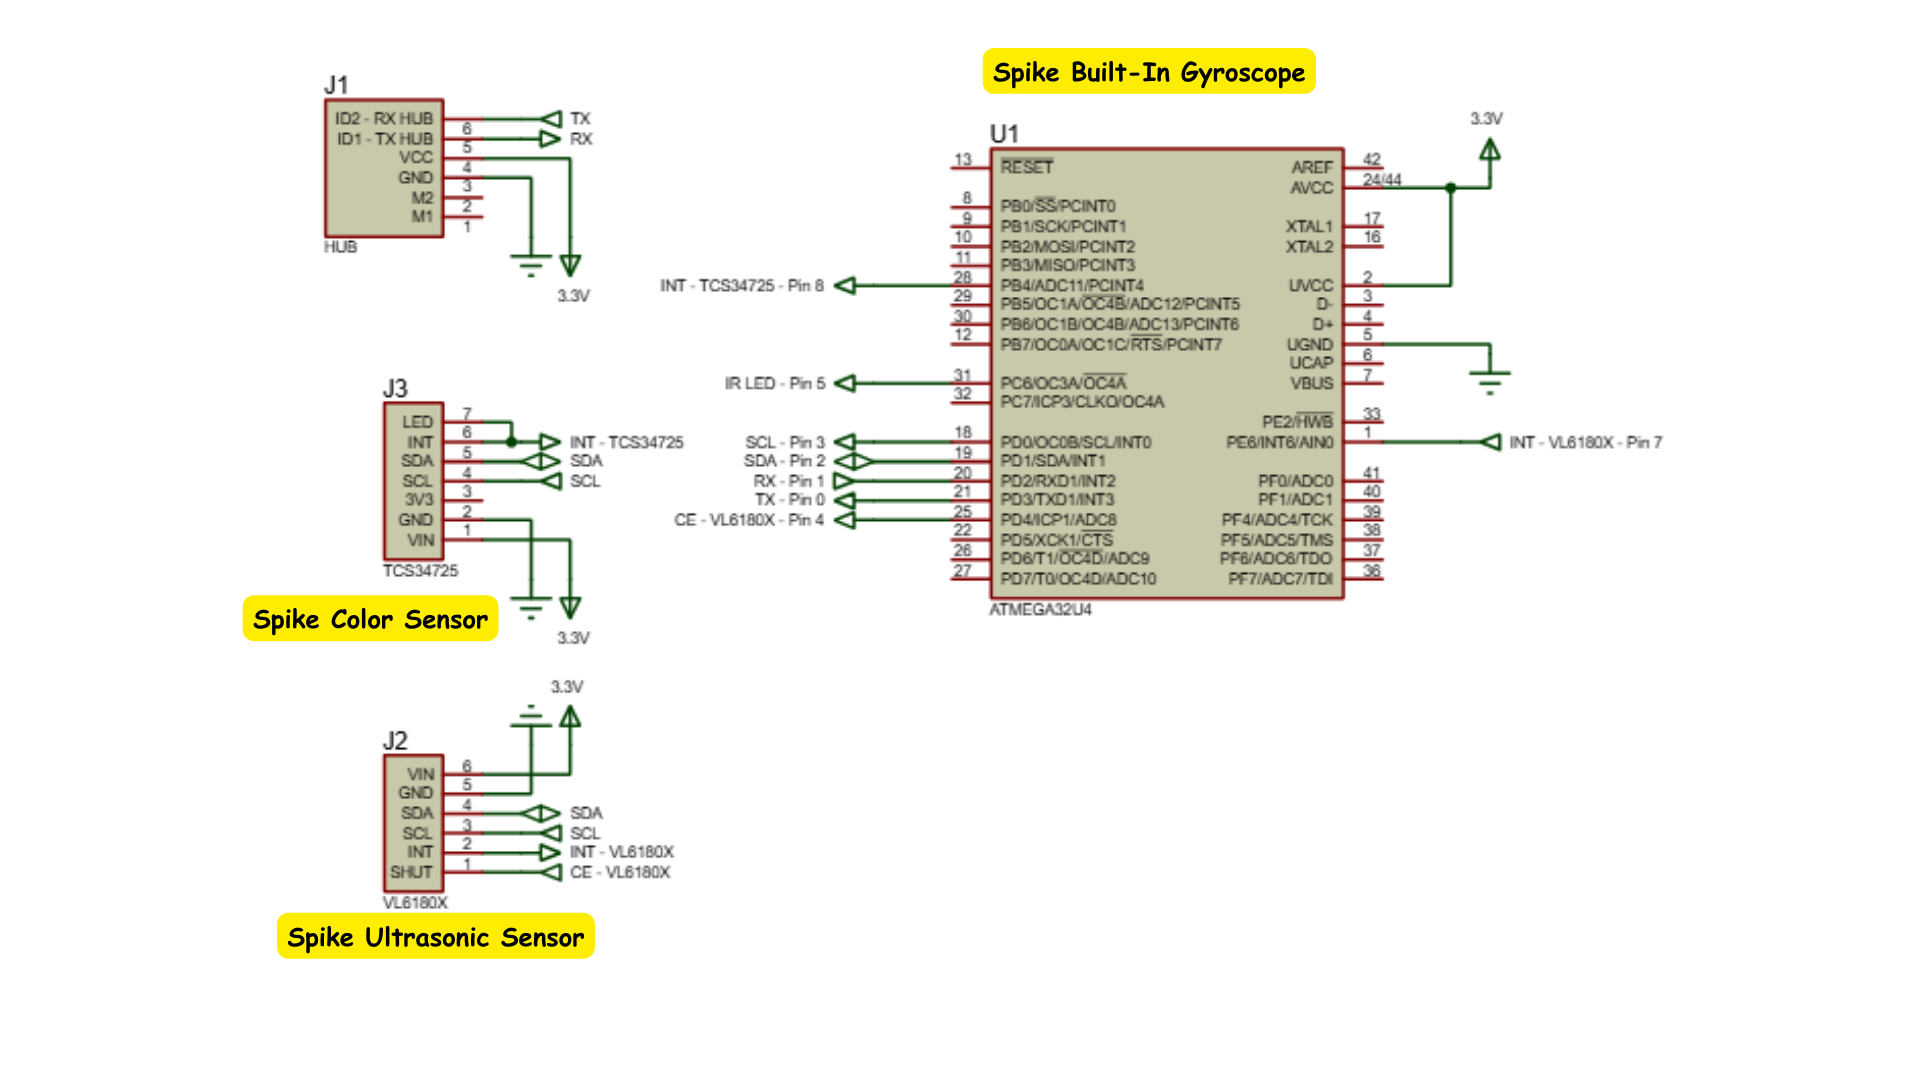 Spike Built-In Gyroscope
J1
ID2 - RX HUB 6 TX
ID1 - TX HUB 5 RX
VCC 4
GND 3
M2 2
M1 1
HUB
3.3V
J3
LED 7
INT 6 INT - TCS34725
SDA 5 SDA
SCL 4 SCL
3V3 3
GND 2
VIN 1
TCS34725
3.3V
Spike Color Sensor
3.3V
J2
VIN 6
GND 5
SDA 4 SDA
SCL 3 SCL
INT 2 INT - VL6180X
SHUT 1 CE - VL6180X
VL6180X
Spike Ultrasonic Sensor
U1
13 RESET
8 PB0/SS/PCINT0
9 PB1/SCK/PCINT1
10 PB2/MOSI/PCINT2
11 PB3/MISO/PCINT3
INT - TCS34725 - Pin 8 28 PB4/ADC11/PCINT4
29 PB5/OC1A/OC4B/ADC12/PCINT5
30 PB6/OC1B/OC4B/ADC13/PCINT6
12 PB7/OC0A/OC1C/RTS/PCINT7
IR LED - Pin 5 31 PC6/OC3A/OC4A
32 PC7/ICP3/CLKO/OC4A
SCL - Pin 3 18 PD0/OC0B/SCL/INT0
SDA - Pin 2 19 PD1/SDA/INT1
RX - Pin 1 20 PD2/RXD1/INT2
TX - Pin 0 21 PD3/TXD1/INT3
CE - VL6180X - Pin 4 25 PD4/ICP1/ADC8
22 PD5/XCK1/CTS
26 PD6/T1/OC4D/ADC9
27 PD7/T0/OC4D/ADC10
3.3V
AREF 42
AVCC 24/44
XTAL1 17
XTAL2 16
UVCC 2
D- 3
D+ 4
UGND 5
UCAP 6
VBUS 7
PE2/HWB 33
PE6/INT6/AIN0 1 INT - VL6180X - Pin 7
PF0/ADC0 41
PF1/ADC1 40
PF4/ADC4/TCK 39
PF5/ADC5/TMS 38
PF6/ADC6/TDO 37
PF7/ADC7/TDI 36
ATMEGA32U4